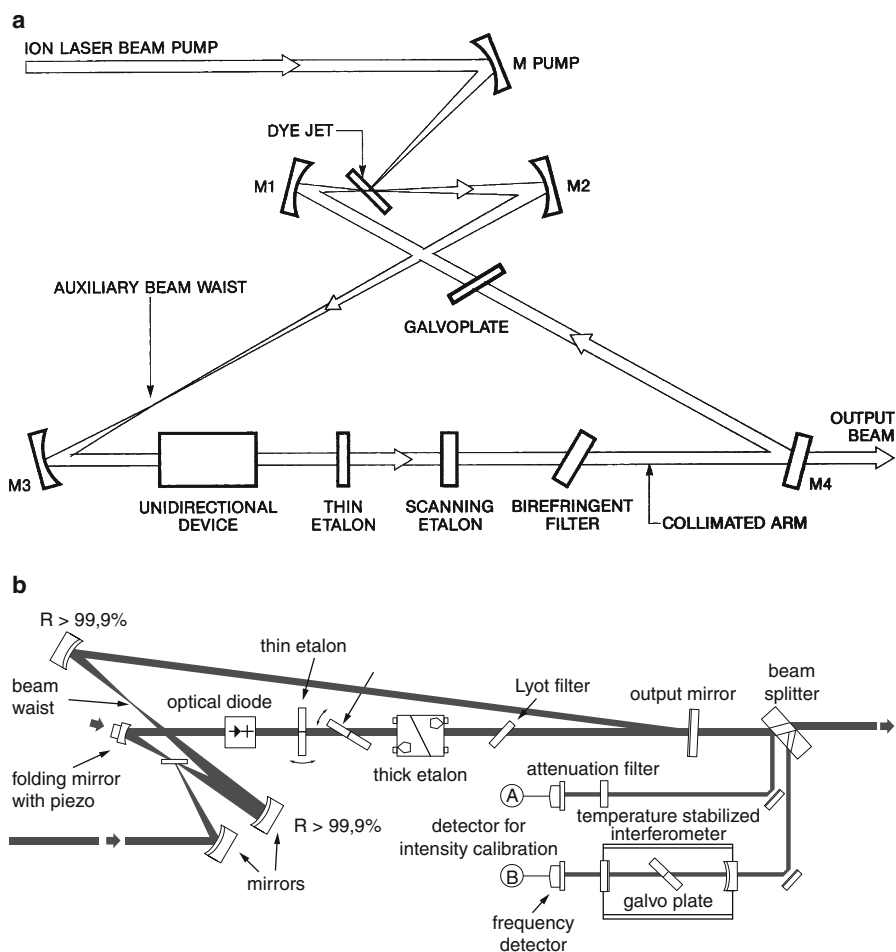 a
ION LASER BEAM PUMP
M PUMP
DYE JET
M1
M2
AUXILIARY BEAM WAIST
GALVOPLATE
OUTPUT
BEAM
M3
M4
UNIDIRECTIONAL
DEVICE
THIN
ETALON
SCANNING
ETALON
BIREFRINGENT
FILTER
COLLIMATED ARM
b
R > 99,9%
thin etalon
beam
waist
optical diode
Lyot filter
output mirror
beam
splitter
folding mirror
with piezo
thick etalon
attenuation filter
A
R > 99,9%
detector for
intensity calibration
temperature stabilized
interferometer
mirrors
B
galvo plate
frequency
detector